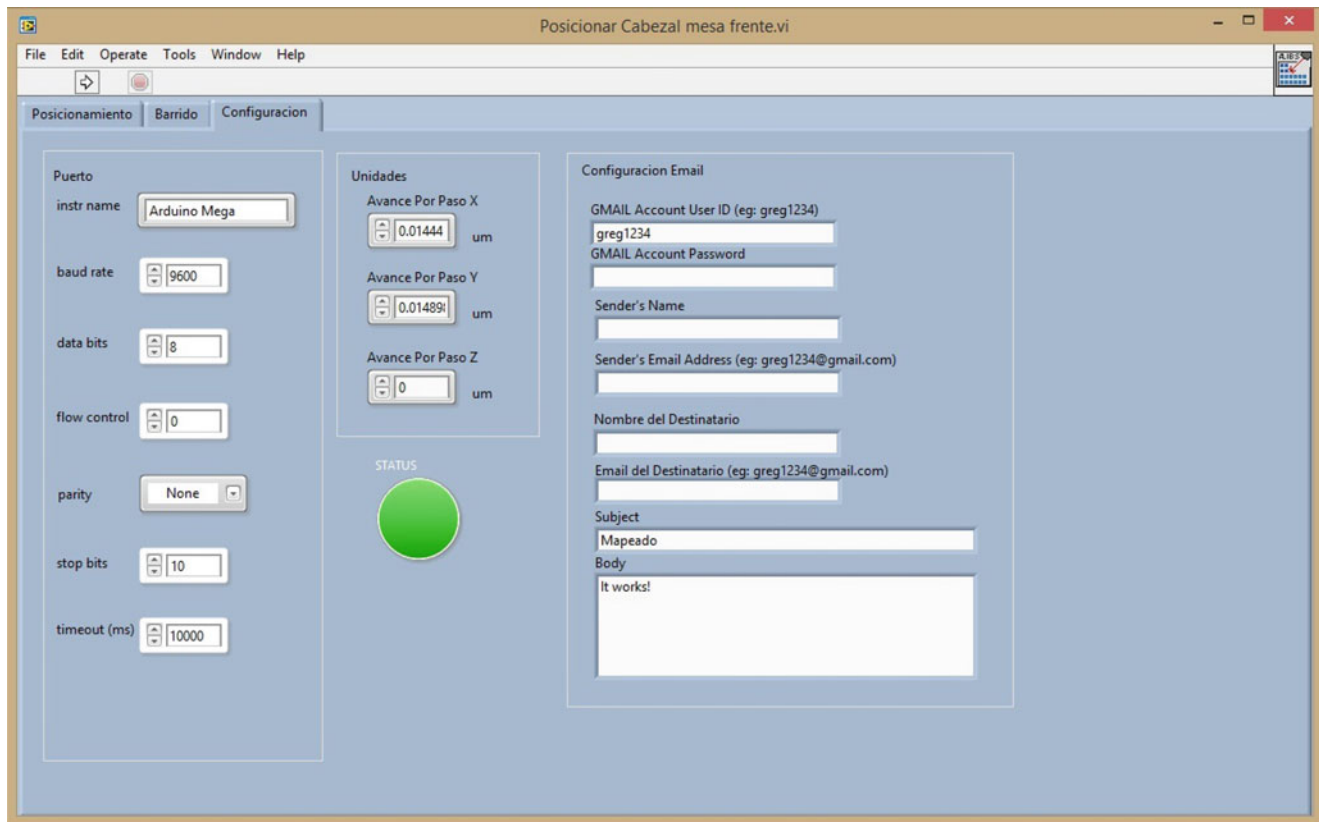 Posicionar Cabezal mesa frente.vi
File Edit Operate Tools Window Help
Posicionamiento Barrido Configuracion
Puerto
instr name Arduino Mega
baud rate 9600
data bits 8
flow control 0
parity None
stop bits 10
timeout (ms) 10000
Unidades
Avance Por Paso X
0.01444 um
Avance Por Paso Y
0.01489 um
Avance Por Paso Z
0 um
STATUS
Configuracion Email
GMAIL Account User ID (eg: greg1234)
greg1234
GMAIL Account Password
Sender's Name
Sender's Email Address (eg: greg1234@gmail.com)
Nombre del Destinatario
Email del Destinatario (eg: greg1234@gmail.com)
Subject
Mapeado
Body
It works!